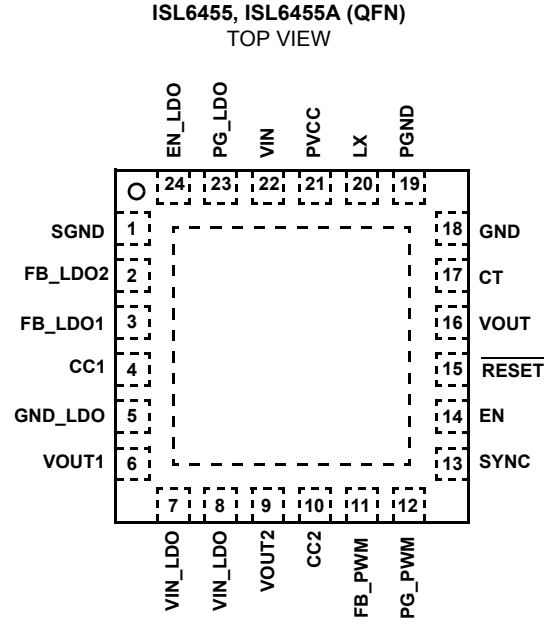 ISL6455, ISL6455A (QFN)
TOP VIEW
EN_LDO
PG_LDO
VIN
PVCC
LX
PGND
24 23 22 21 20 19
SGND 1
FB_LDO2 2
FB_LDO1 3
CC1 4
GND_LDO 5
VOUT1 6
18 GND
17 CT
16 VOUT
15 RESET
14 EN
13 SYNC
7 8 9 10 11 12
VIN_LDO
VIN_LDO
VOUT2
CC2
FB_PWM
PG_PWM